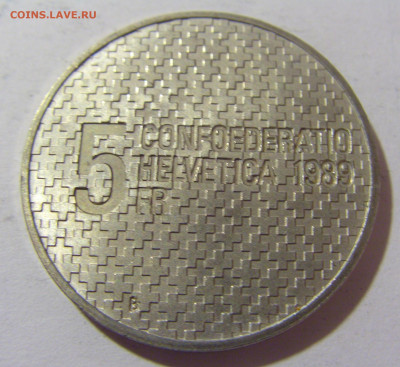 COINS.LAVE.RU
5 CONFOEDERATIO
HELVETICA 1989
FR
B